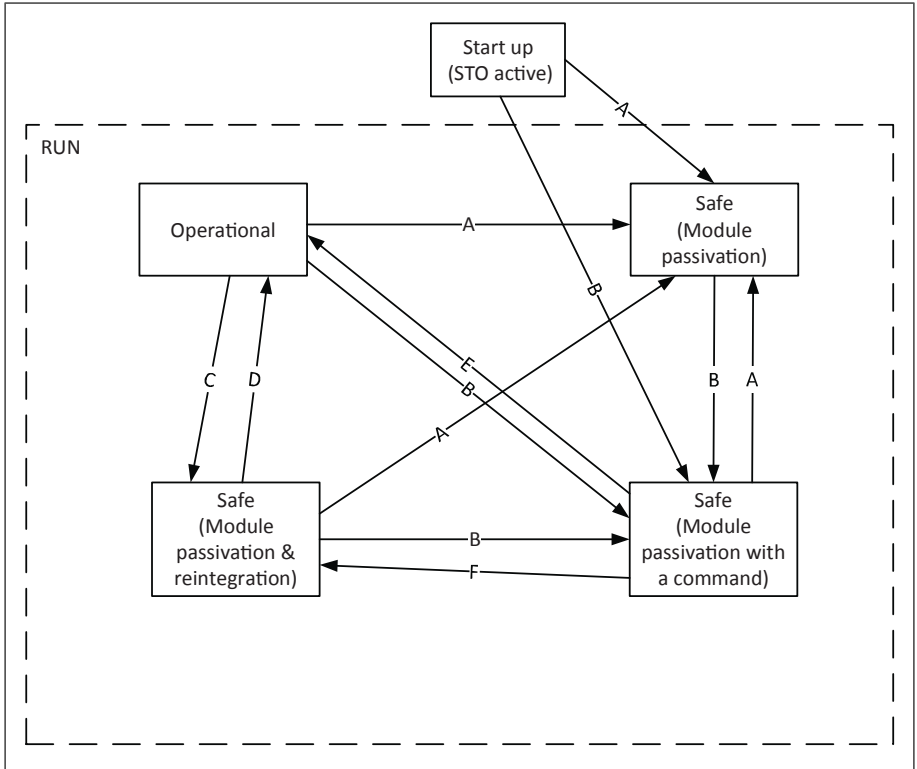 Start up
(STO active)
A
RUN
Operational
A
Safe
(Module
passivation)
B
E
B
C
D
B
A
A
Safe
(Module
passivation &
reintegration)
B
F
Safe
(Module
passivation with
a command)